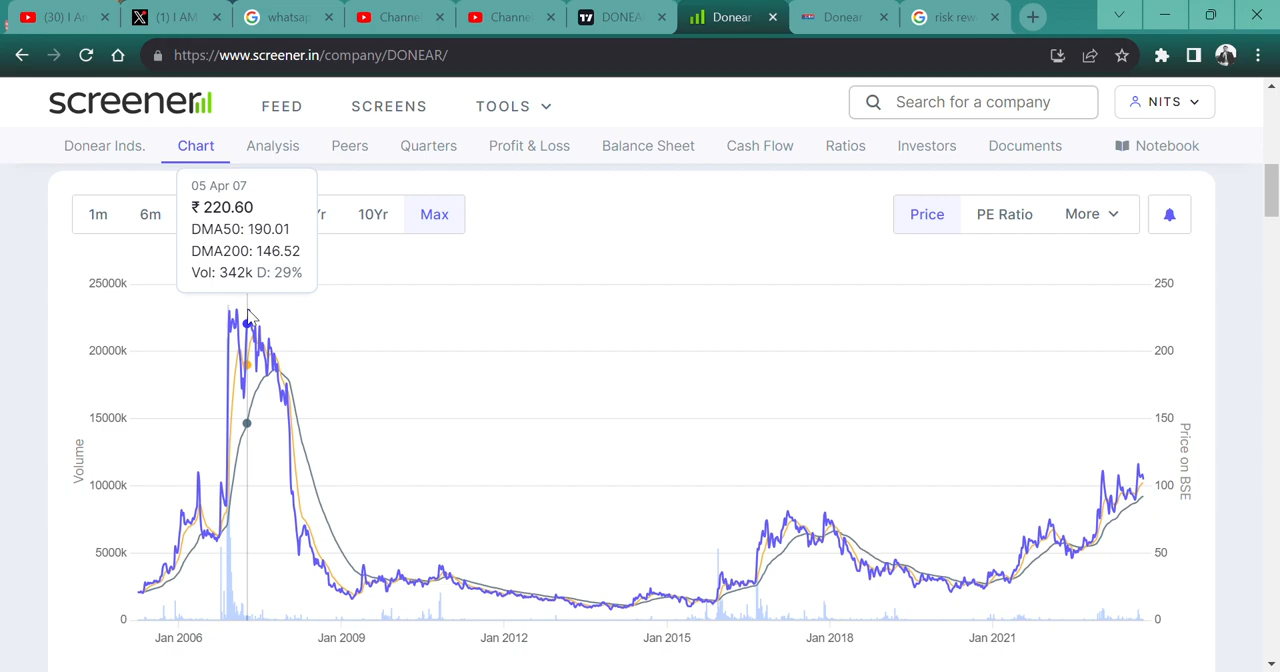 (30) I Ar
(1) I AM
whatsap
Channe
Channe
DONEA
Donear
Donear
risk rew
https://www.screener.in/company/DONEAR/
screener
FEED
SCREENS
TOOLS
Search for a company
NITS
Donear Inds.
Chart
Analysis
Peers
Quarters
Profit & Loss
Balance Sheet
Cash Flow
Ratios
Investors
Documents
Notebook
1m
6m
Yr
10Yr
Max
05 Apr 07
₹ 220.60
DMA50: 190.01
DMA200: 146.52
Vol: 342k D: 29%
Price
PE Ratio
More
25000k
20000k
15000k
10000k
5000k
0
Volume
250
200
150
100
50
0
Price on BSE
Jan 2006
Jan 2009
Jan 2012
Jan 2015
Jan 2018
Jan 2021